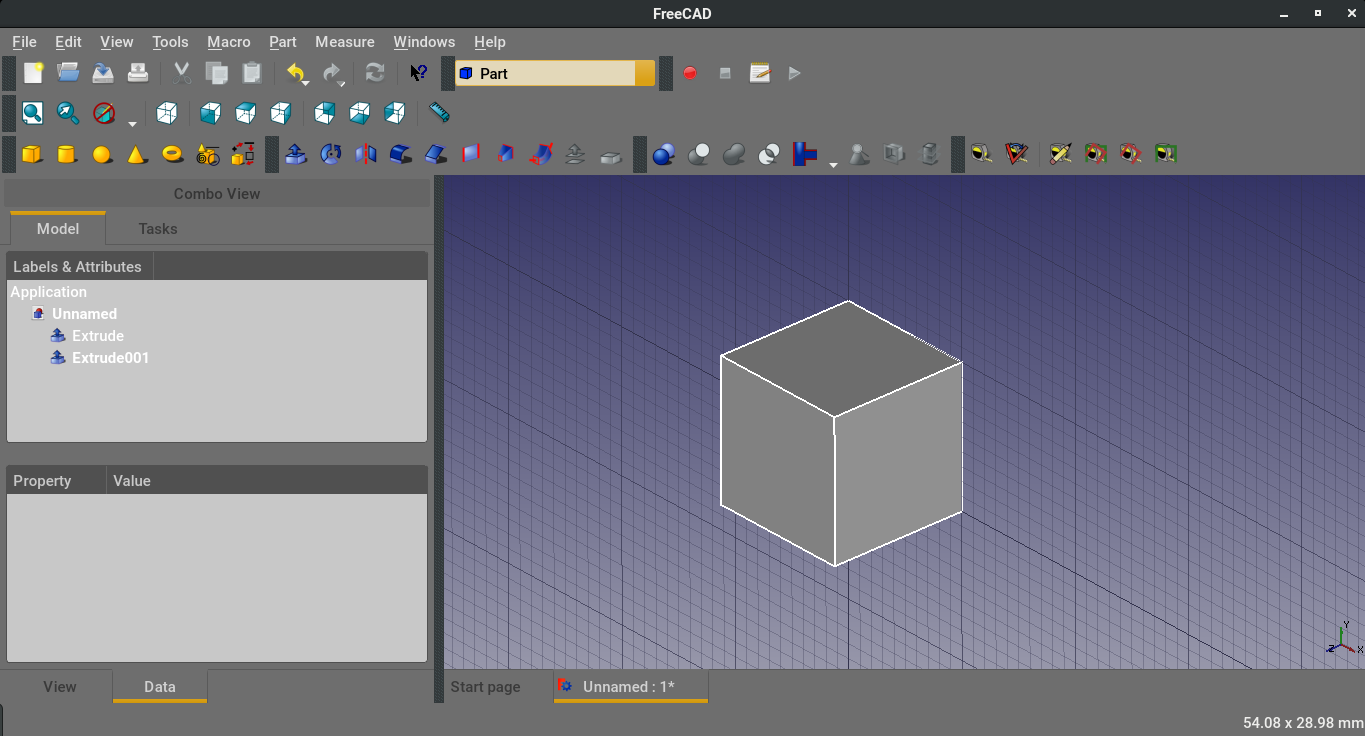 FreeCAD
File Edit View Tools Macro Part Measure Windows Help
Part
Combo View
Model Tasks
Labels & Attributes
Application
Unnamed
Extrude
Extrude001
Property Value
View Data
Y
Z X
Start page Unnamed : 1*
54.08 x 28.98 mm